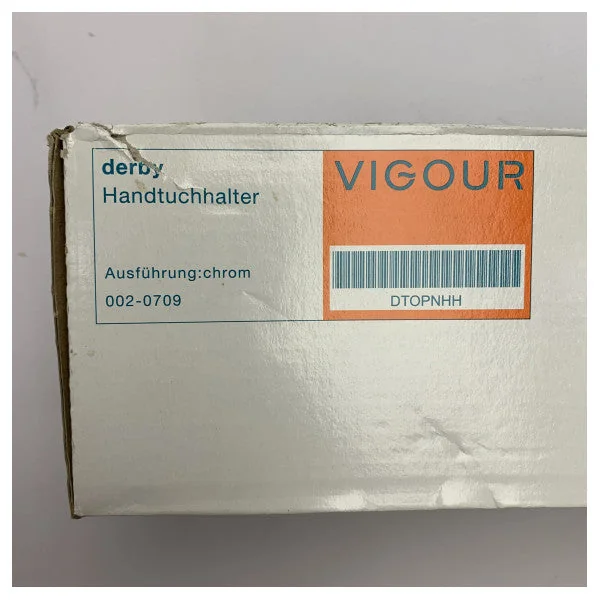 derby
Handtuchhalter
Ausführung:chrom
002-0709
VIGOUR
DTOPNHH